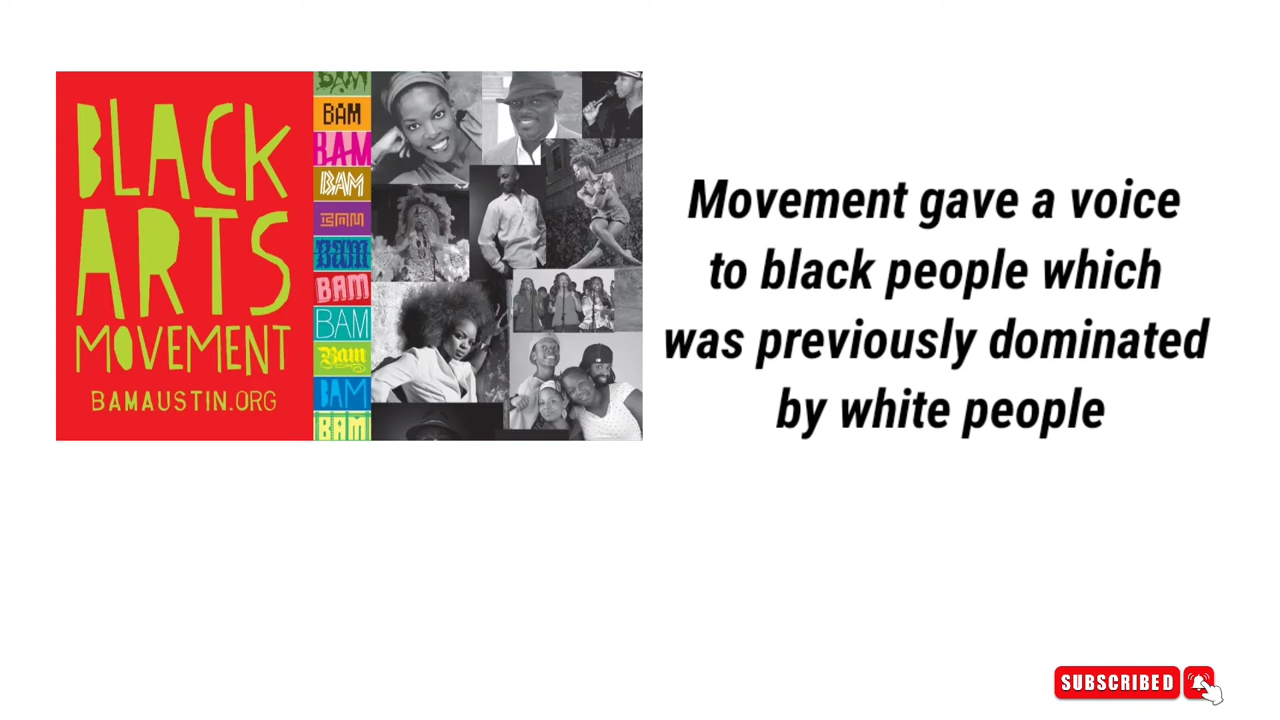 BLACK
ARTS
MOVEMENT
BAMAUSTIN.ORG
BAM
BAM
BAM
BAM
BAM
Bam
BAM
BAM
Bam
BAM
BAM
Movement gave a voice
to black people which
was previously dominated
by white people
SUBSCRIBED